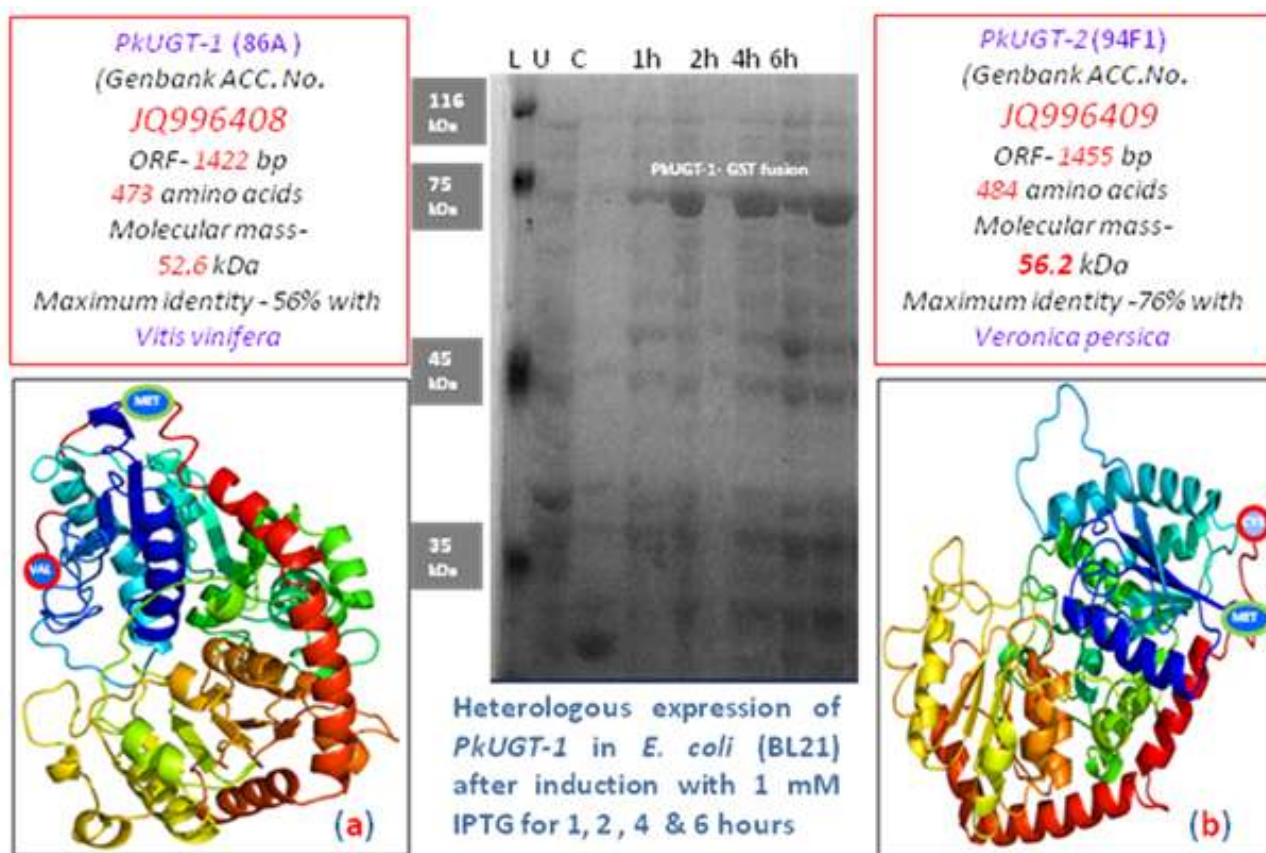 PkUGT-1 (86A )
(Genbank ACC.No.
JQ996408
ORF- 1422 bp
473 amino acids
Molecular mass-
52.6 kDa
Maximum identity - 56% with
Vitis vinifera
L U C 1h 2h 4h 6h
116
kDa
75
kDa
45
kDa
35
kDa
PkUGT-1- GST fusion
PkUGT-2(94F1)
(Genbank ACC.No.
JQ996409
ORF- 1455 bp
484 amino acids
Molecular mass-
56.2 kDa
Maximum identity -76% with
Veronica persica
MET
VAL
(a)
Heterologous expression of
PkUGT-1 in E. coli (BL21)
after induction with 1 mM
IPTG for 1, 2 , 4 & 6 hours
MET
(b)